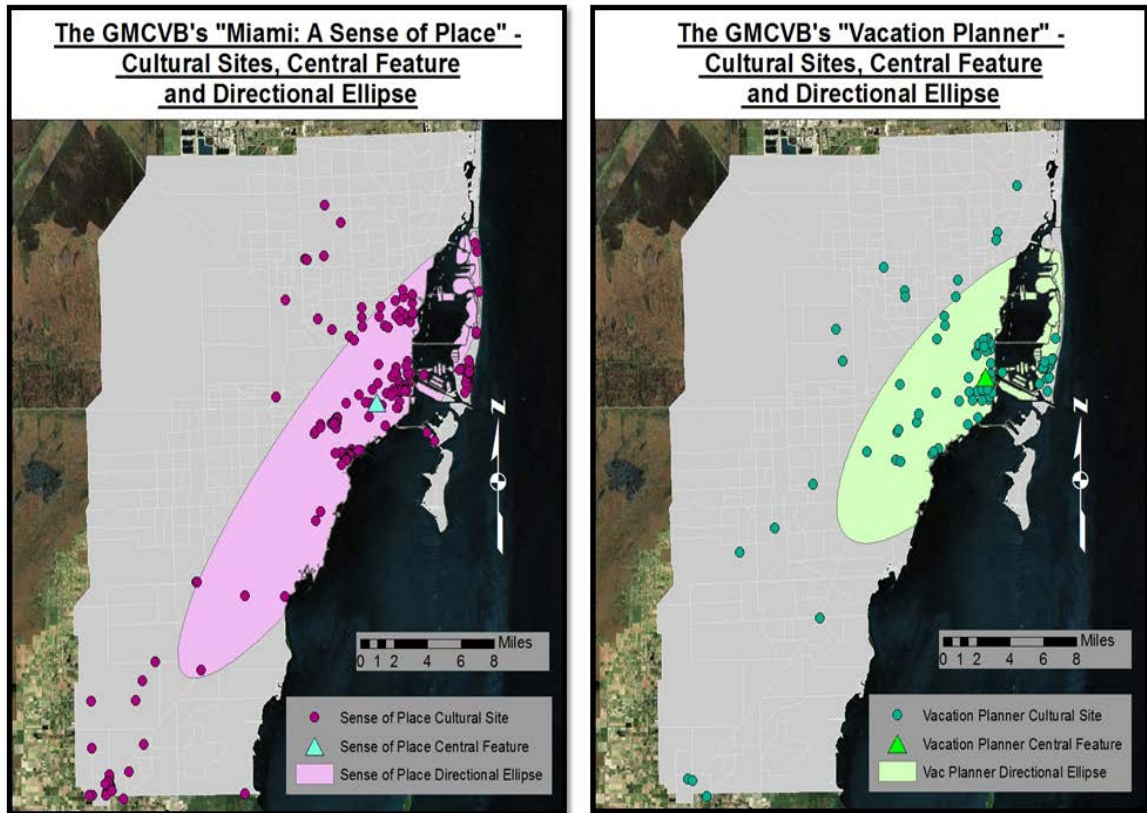 The GMCVB's "Miami: A Sense of Place" -
Cultural Sites, Central Feature
and Directional Ellipse
N
Miles
0 1 2 4 6 8
Sense of Place Cultural Site
Sense of Place Central Feature
Sense of Place Directional Ellipse
The GMCVB's "Vacation Planner" -
Cultural Sites, Central Feature
and Directional Ellipse
N
Miles
0 1 2 4 6 8
Vacation Planner Cultural Site
Vacation Planner Central Feature
Vac Planner Directional Ellipse